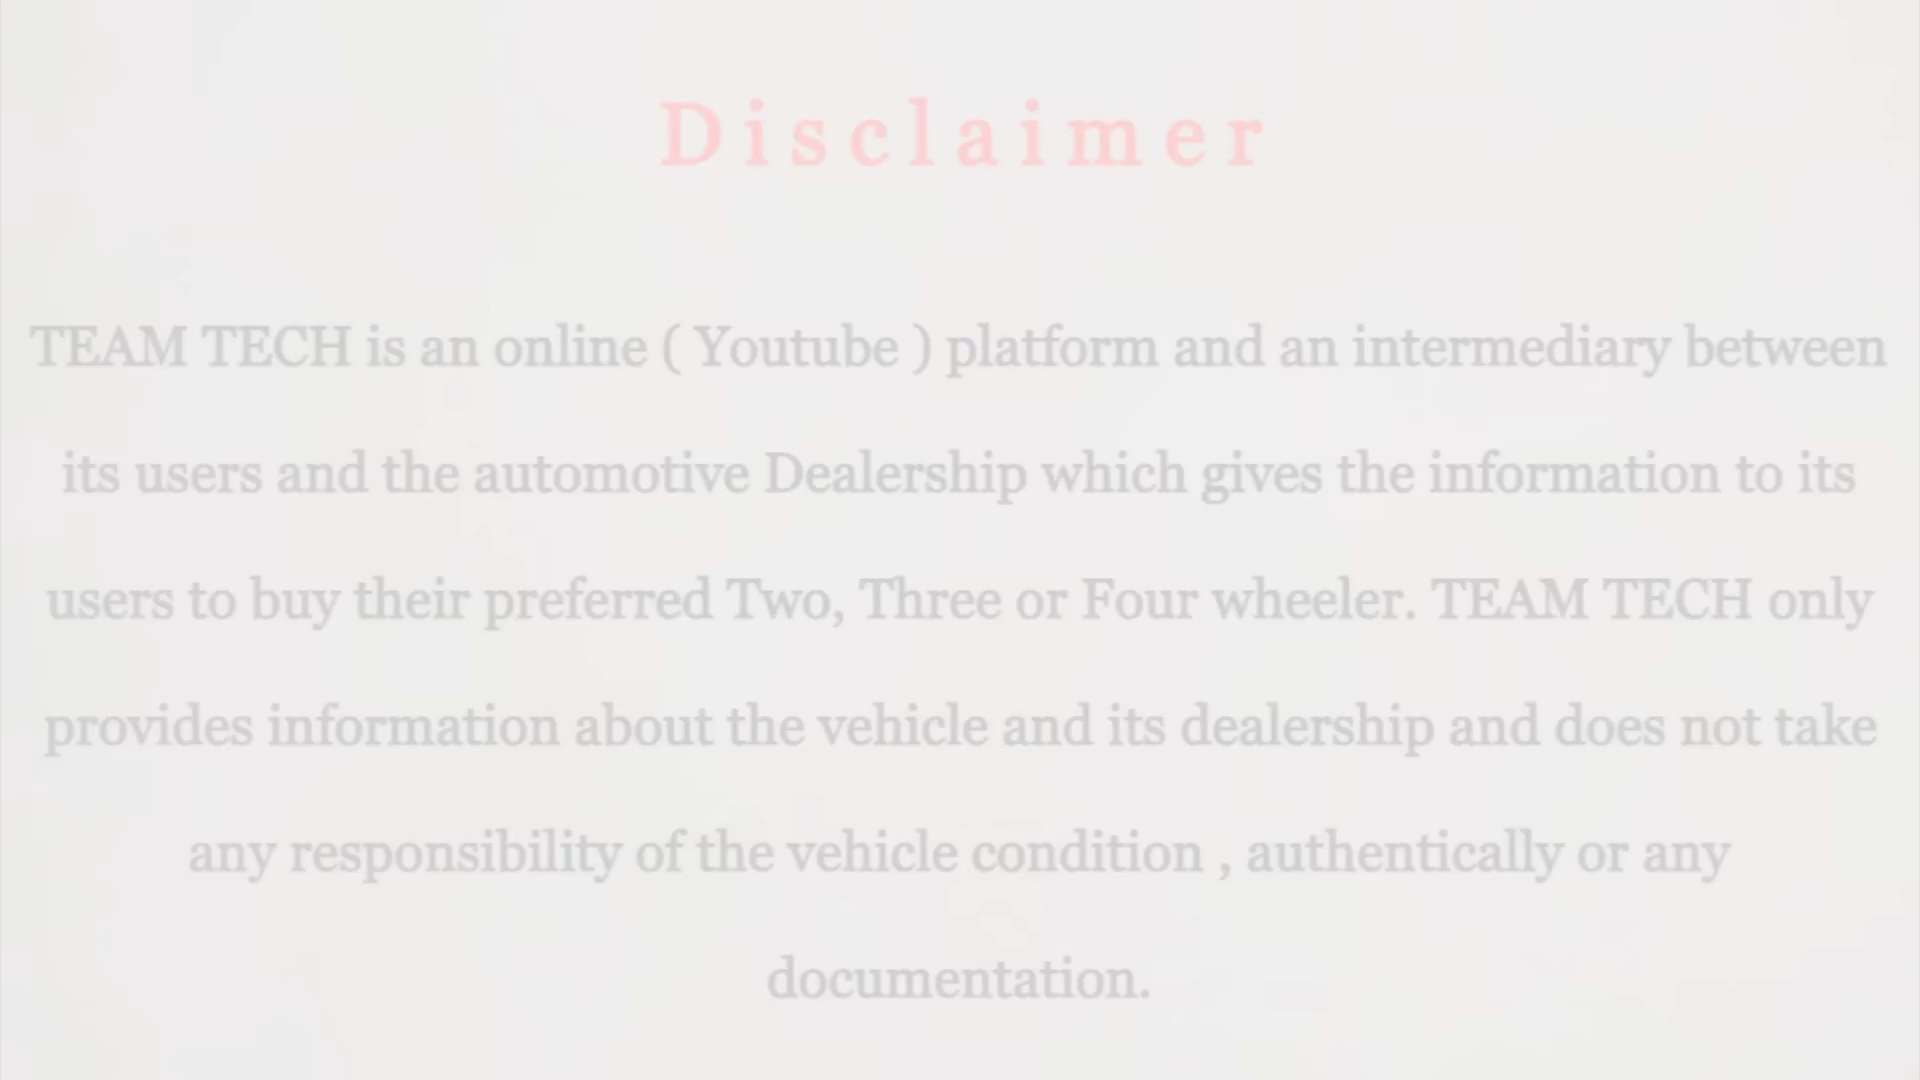 Disclaimer
TEAM TECH is an online ( Youtube ) platform and an intermediary between
its users and the automotive Dealership which gives the information to its
users to buy their preferred Two, Three or Four wheeler. TEAM TECH only
provides information about the vehicle and its dealership and does not take
any responsibility of the vehicle condition , authentically or any
documentation.